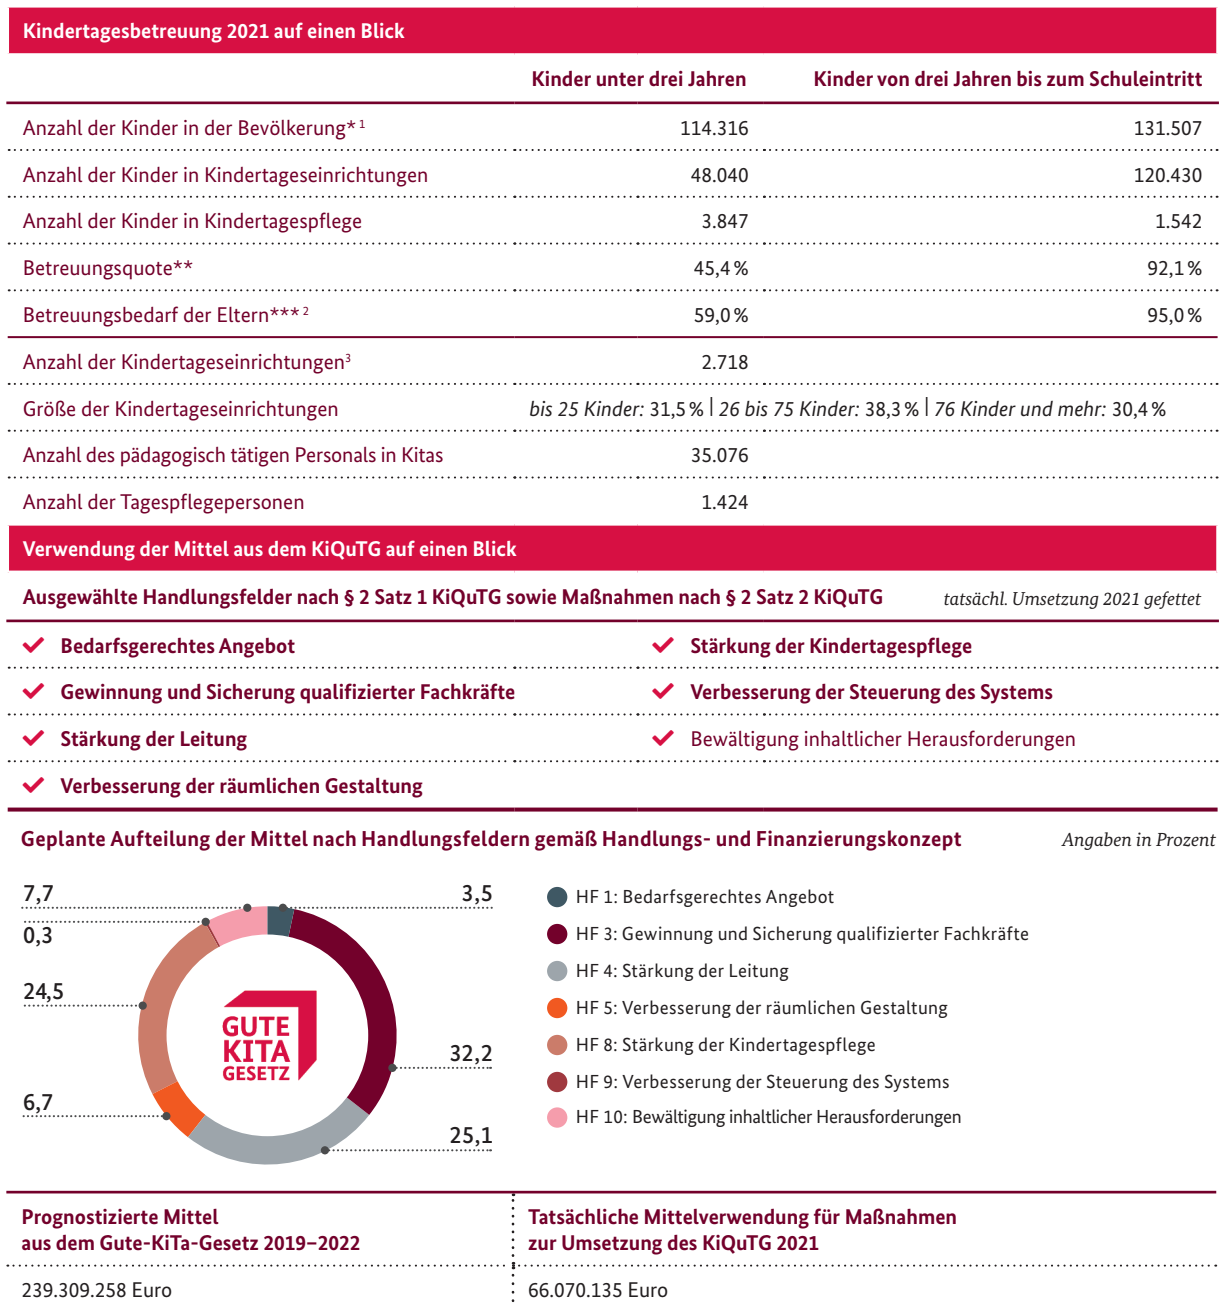 Kindertagesbetreuung 2021 auf einen Blick
Kinder unter drei Jahren Kinder von drei Jahren bis zum Schuleintritt
Anzahl der Kinder in der Bevölkerung*¹ 114.316 131.507
Anzahl der Kinder in Kindertageseinrichtungen 48.040 120.430
Anzahl der Kinder in Kindertagespflege 3.847 1.542
Betreuungsquote** 45,4 % 92,1 %
Betreuungsbedarf der Eltern***² 59,0 % 95,0 %
Anzahl der Kindertageseinrichtungen³ 2.718
Größe der Kindertageseinrichtungen bis 25 Kinder: 31,5 % | 26 bis 75 Kinder: 38,3 % | 76 Kinder und mehr: 30,4 %
Anzahl des pädagogisch tätigen Personals in Kitas 35.076
Anzahl der Tagespflegepersonen 1.424
Verwendung der Mittel aus dem KiQuTG auf einen Blick
Ausgewählte Handlungsfelder nach § 2 Satz 1 KiQuTG sowie Maßnahmen nach § 2 Satz 2 KiQuTG tatsächl. Umsetzung 2021 gefettet
✓ Bedarfsgerechtes Angebot ✓ Stärkung der Kindertagespflege
✓ Gewinnung und Sicherung qualifizierter Fachkräfte ✓ Verbesserung der Steuerung des Systems
✓ Stärkung der Leitung ✓ Bewältigung inhaltlicher Herausforderungen
✓ Verbesserung der räumlichen Gestaltung
Geplante Aufteilung der Mittel nach Handlungsfeldern gemäß Handlungs- und Finanzierungskonzept Angaben in Prozent
7,7
3,5
0,3
24,5
32,2
6,7
25,1
GUTE
KITA
GESETZ
HF 1: Bedarfsgerechtes Angebot
HF 3: Gewinnung und Sicherung qualifizierter Fachkräfte
HF 4: Stärkung der Leitung
HF 5: Verbesserung der räumlichen Gestaltung
HF 8: Stärkung der Kindertagespflege
HF 9: Verbesserung der Steuerung des Systems
HF 10: Bewältigung inhaltlicher Herausforderungen
Prognostizierte Mittel
aus dem Gute-KiTa-Gesetz 2019–2022
239.309.258 Euro
Tatsächliche Mittelverwendung für Maßnahmen
zur Umsetzung des KiQuTG 2021
66.070.135 Euro